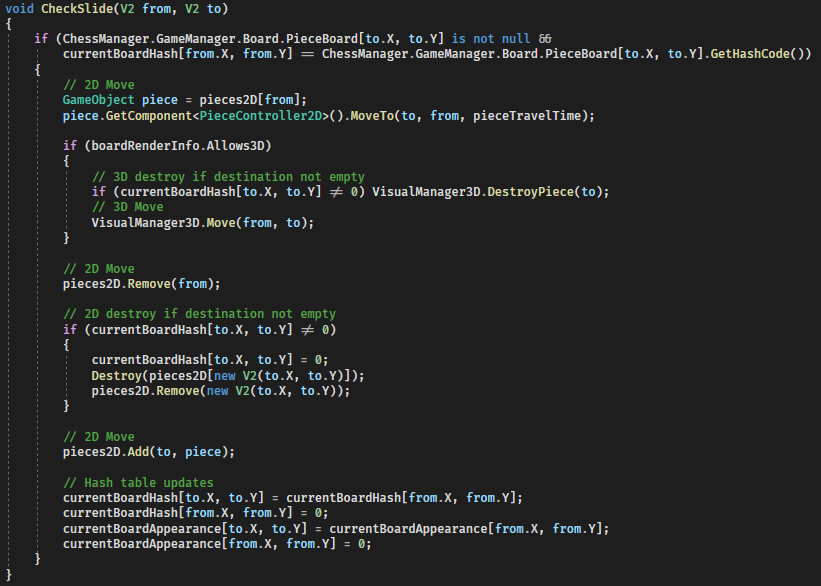 void CheckSlide(V2 from, V2 to)
{
    if (ChessManager.GameManager.Board.PieceBoard[to.X, to.Y] is not null &&
        currentBoardHash[from.X, from.Y] == ChessManager.GameManager.Board.PieceBoard[to.X, to.Y].GetHashCode())
    {
        // 2D Move
        GameObject piece = pieces2D[from];
        piece.GetComponent<PieceController2D>().MoveTo(to, from, pieceTravelTime);

        if (boardRenderInfo.Allows3D)
        {
            // 3D destroy if destination not empty
            if (currentBoardHash[to.X, to.Y] != 0) VisualManager3D.DestroyPiece(to);
            // 3D Move
            VisualManager3D.Move(from, to);
        }

        // 2D Move
        pieces2D.Remove(from);

        // 2D destroy if destination not empty
        if (currentBoardHash[to.X, to.Y] != 0)
        {
            currentBoardHash[to.X, to.Y] = 0;
            Destroy(pieces2D[new V2(to.X, to.Y)]);
            pieces2D.Remove(new V2(to.X, to.Y));
        }

        // 2D Move
        pieces2D.Add(to, piece);

        // Hash table updates
        currentBoardHash[to.X, to.Y] = currentBoardHash[from.X, from.Y];
        currentBoardHash[from.X, from.Y] = 0;
        currentBoardAppearance[to.X, to.Y] = currentBoardAppearance[from.X, from.Y];
        currentBoardAppearance[from.X, from.Y] = 0;
    }
}